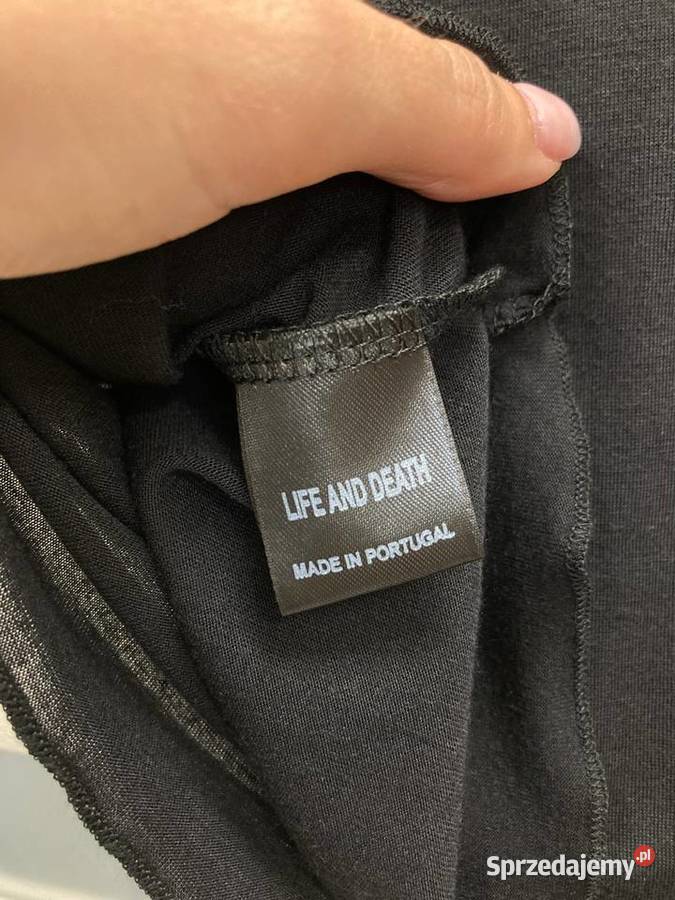 LIFE AND DEATH
MADE IN PORTUGAL
Sprzedajemy.pl